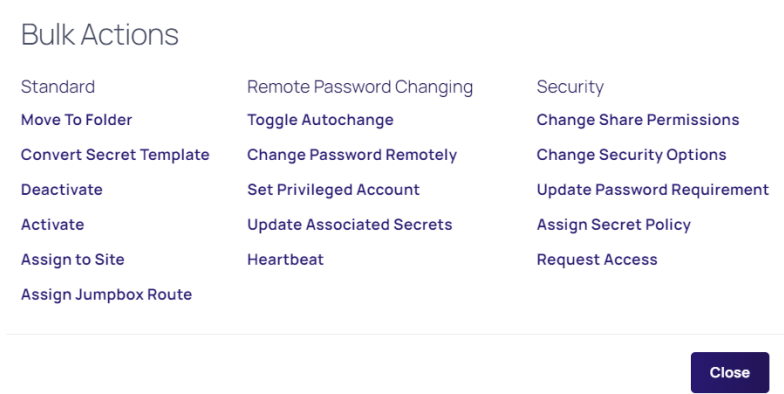 Bulk Actions
Standard
Move To Folder
Convert Secret Template
Deactivate
Activate
Assign to Site
Assign Jumpbox Route
Remote Password Changing
Toggle Autochange
Change Password Remotely
Set Privileged Account
Update Associated Secrets
Heartbeat
Security
Change Share Permissions
Change Security Options
Update Password Requirement
Assign Secret Policy
Request Access
Close